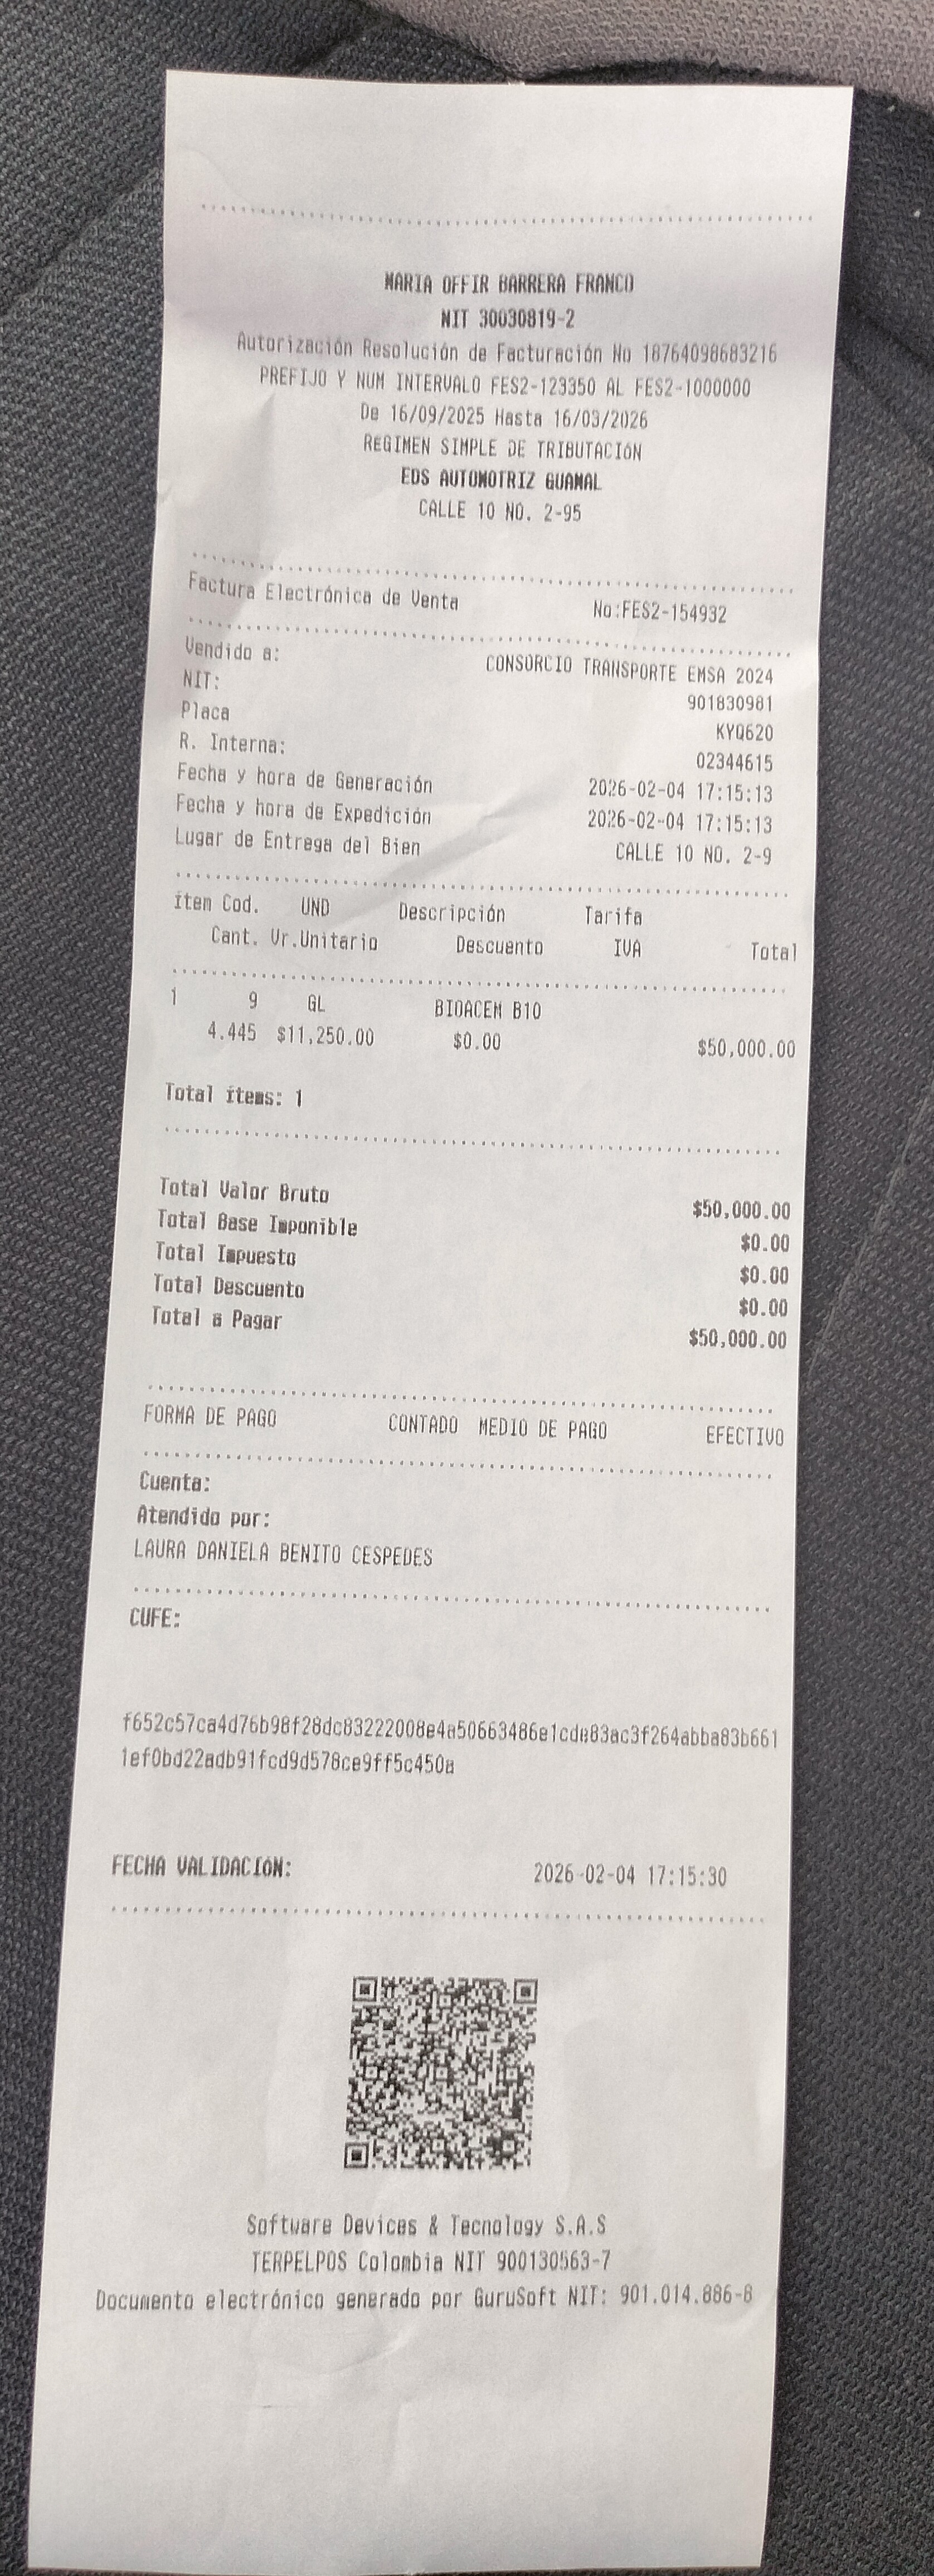 MARIA OFFIR BARRERA FRANCO
NIT 30030819-2
Autorización Resolución de Facturación No 18764098683216
PREFIJO Y NUM INTERVALO FES2-123350 AL FES2-1000000
De 16/09/2025 Hasta 16/03/2026
REGIMEN SIMPLE DE TRIBUTACIóN
EDS AUTOMOTRIZ GUAMAL
CALLE 10 NO. 2-95
Factura Electrónica de Venta No:FES2-154932
Vendido a: CONSORCIO TRANSPORTE EMSA 2024
NIT: 901830981
Placa KYQ620
R. Interna: 02344615
Fecha y hora de Generación 2026-02-04 17:15:13
Fecha y hora de Expedición 2026-02-04 17:15:13
Lugar de Entrega del Bien CALLE 10 NO. 2-9
ítem Cod. UND Descripción Tarifa
Cant. Vr.Unitario Descuento IVA Total
1 9 GL BIOACEM B10
4.445 $11,250.00 $0.00 $50,000.00
Total ítems: 1
Total Valor Bruto $50,000.00
Total Base Imponible $0.00
Total Impuesto $0.00
Total Descuento $0.00
Total a Pagar $50,000.00
FORMA DE PAGO CONTADO MEDIO DE PAGO EFECTIVO
Cuenta:
Atendido por:
LAURA DANIELA BENITO CESPEDES
CUFE:
f652c57ca4d76b98f28dc83222008e4a50663486e1cde83ac3f264abba83b661
1ef0bd22adb91fcd9d578ce9ff5c450a
FECHA VALIDACIóN: 2026-02-04 17:15:30
Software Devices & Tecnology S.A.S
TERPELPOS Colombia NIT 900130563-7
Documento electrónico generado por GuruSoft NIT: 901.014.886-8